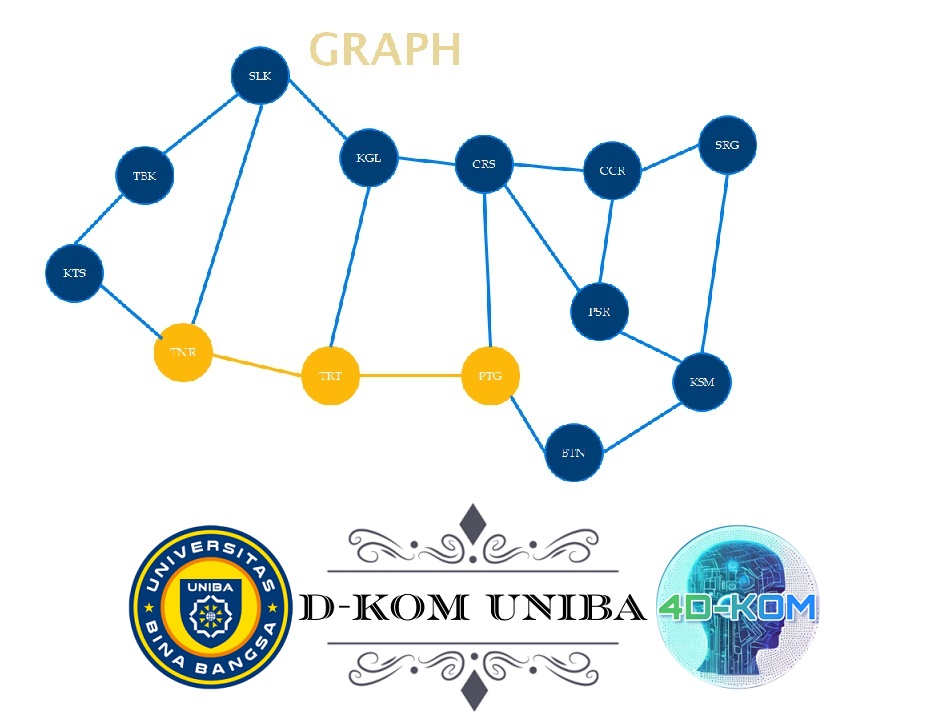 GRAPH
SLK
KGL
CRS
CCR
SRG
TBK
KTS
PSR
TNR
TRT
PTG
KSM
BTN
UNIVERSITAS
UNIBA
BINA BANGSA
D-KOM UNIBA
4D-KOM